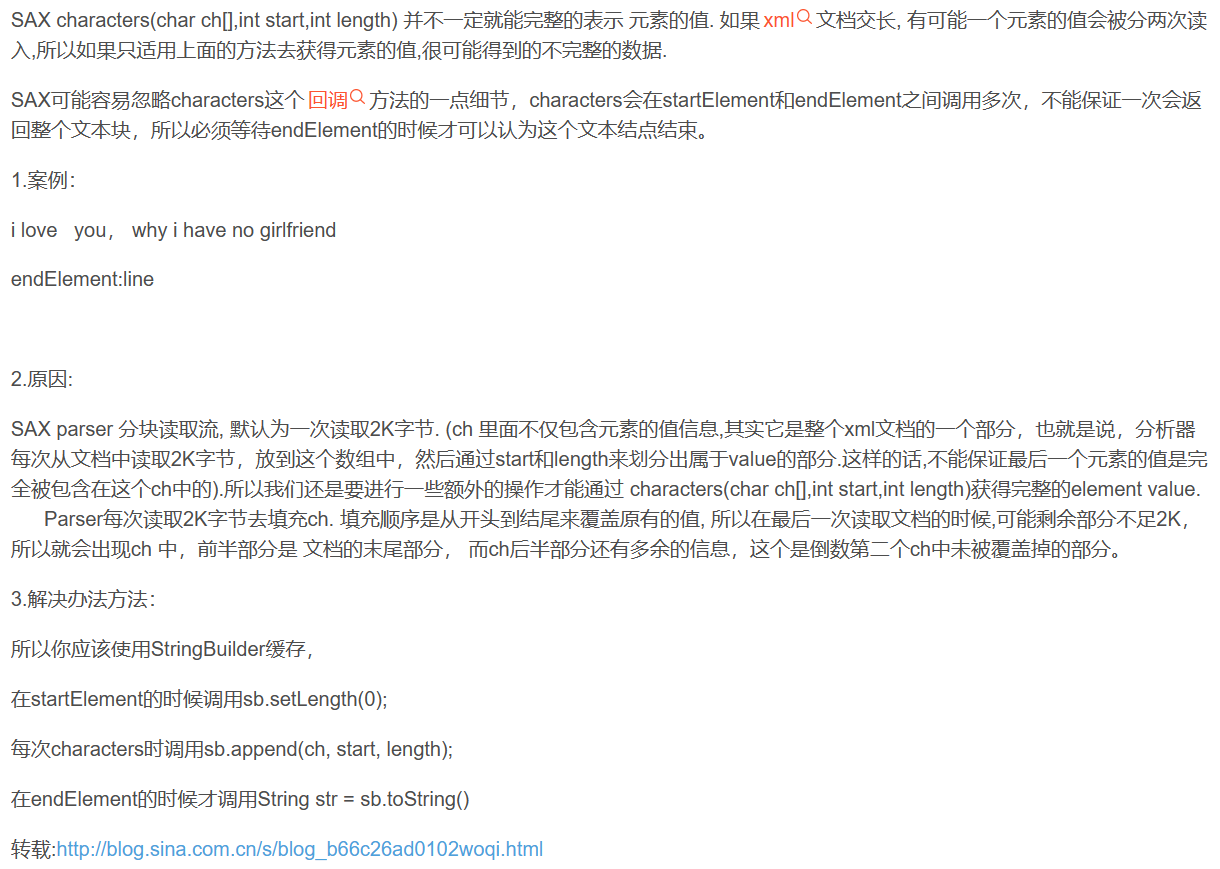 SAX characters(char ch[],int start,int length) 并不一定就能完整的表示 元素的值. 如果 xml 文档交长, 有可能一个元素的值会被分两次读
入,所以如果只适用上面的方法去获得元素的值,很可能得到的不完整的数据.
SAX可能容易忽略characters这个 回调 方法的一点细节，characters会在startElement和endElement之间调用多次，不能保证一次会返
回整个文本块，所以必须等待endElement的时候才可以认为这个文本结点结束。
1.案例：
i love   you， why i have no girlfriend
endElement:line
2.原因:
SAX parser 分块读取流, 默认为一次读取2K字节. (ch 里面不仅包含元素的值信息,其实它是整个xml文档的一个部分，也就是说，分析器
每次从文档中读取2K字节，放到这个数组中，然后通过start和length来划分出属于value的部分.这样的话,不能保证最后一个元素的值是完
全被包含在这个ch中的).所以我们还是要进行一些额外的操作才能通过 characters(char ch[],int start,int length)获得完整的element value.
Parser每次读取2K字节去填充ch. 填充顺序是从开头到结尾来覆盖原有的值, 所以在最后一次读取文档的时候,可能剩余部分不足2K，
所以就会出现ch 中，前半部分是 文档的末尾部分， 而ch后半部分还有多余的信息，这个是倒数第二个ch中未被覆盖掉的部分。
3.解决办法方法：
所以你应该使用StringBuilder缓存，
在startElement的时候调用sb.setLength(0);
每次characters时调用sb.append(ch, start, length);
在endElement的时候才调用String str = sb.toString()
转载:http://blog.sina.com.cn/s/blog_b66c26ad0102woqi.html